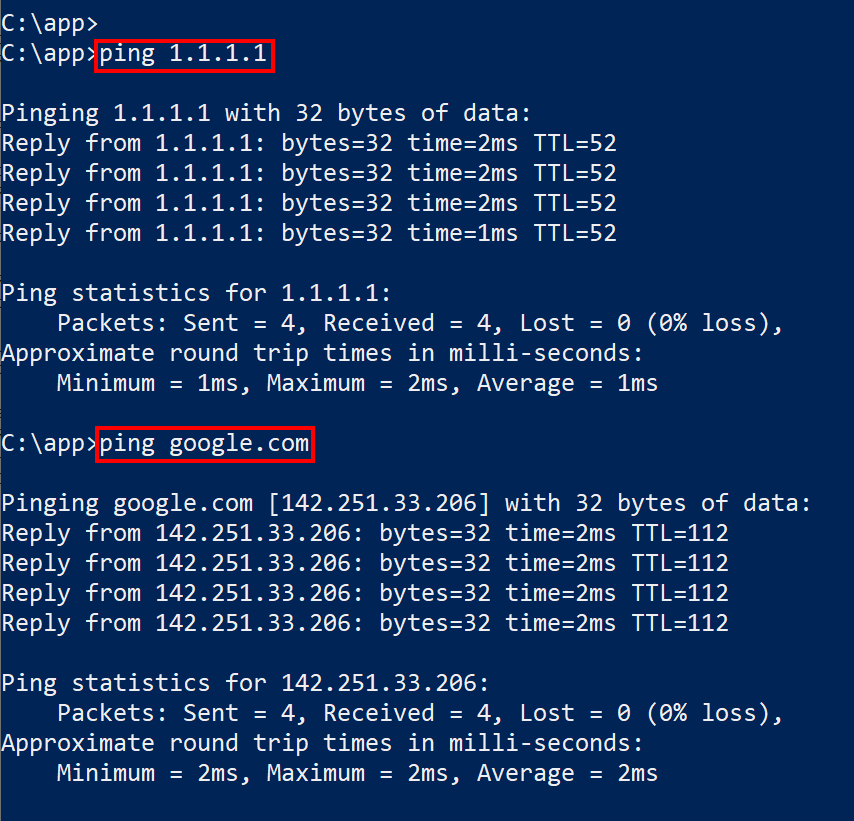 C:\app>
C:\app>ping 1.1.1.1
Pinging 1.1.1.1 with 32 bytes of data:
Reply from 1.1.1.1: bytes=32 time=2ms TTL=52
Reply from 1.1.1.1: bytes=32 time=2ms TTL=52
Reply from 1.1.1.1: bytes=32 time=2ms TTL=52
Reply from 1.1.1.1: bytes=32 time=1ms TTL=52
Ping statistics for 1.1.1.1:
    Packets: Sent = 4, Received = 4, Lost = 0 (0% loss),
Approximate round trip times in milli-seconds:
    Minimum = 1ms, Maximum = 2ms, Average = 1ms
C:\app>ping google.com
Pinging google.com [142.251.33.206] with 32 bytes of data:
Reply from 142.251.33.206: bytes=32 time=2ms TTL=112
Reply from 142.251.33.206: bytes=32 time=2ms TTL=112
Reply from 142.251.33.206: bytes=32 time=2ms TTL=112
Reply from 142.251.33.206: bytes=32 time=2ms TTL=112
Ping statistics for 142.251.33.206:
    Packets: Sent = 4, Received = 4, Lost = 0 (0% loss),
Approximate round trip times in milli-seconds:
    Minimum = 2ms, Maximum = 2ms, Average = 2ms